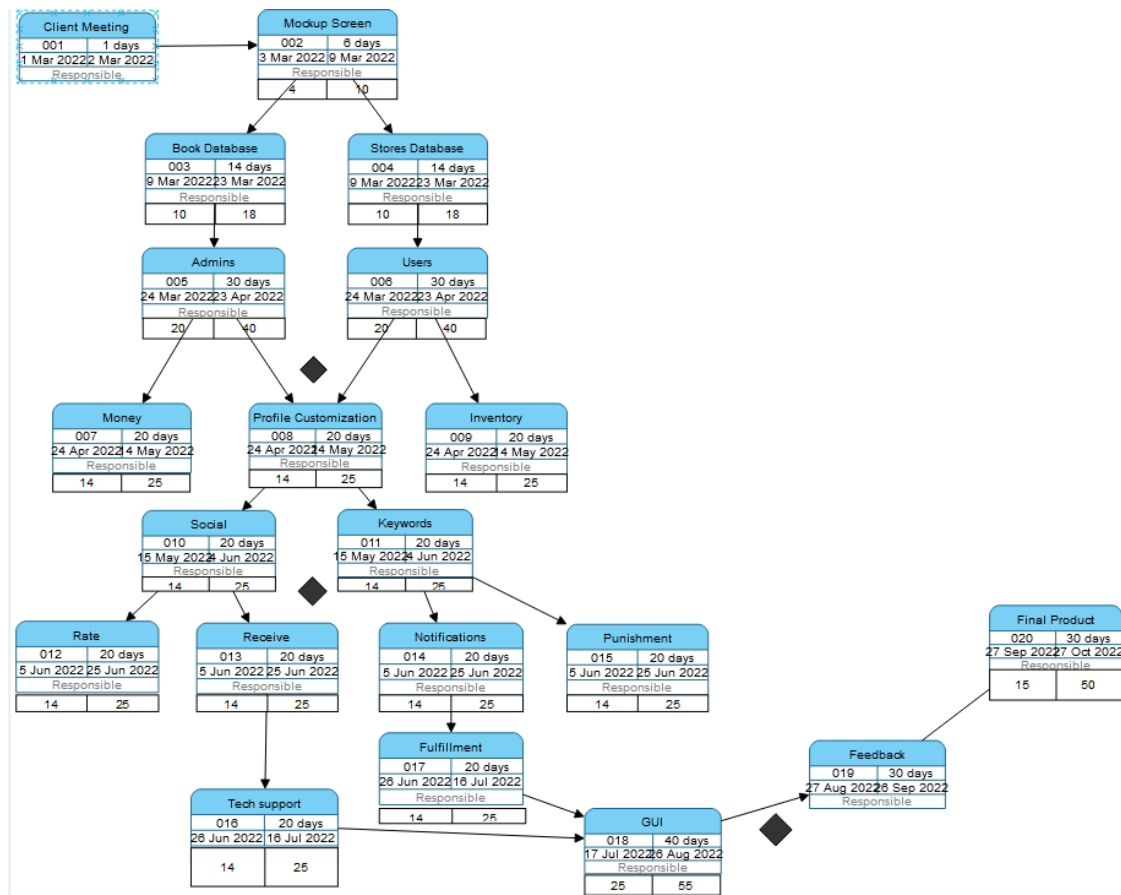 Client Meeting
001 1 days
1 Mar 2022 2 Mar 2022
Responsible
Mockup Screen
002 6 days
3 Mar 2022 9 Mar 2022
Responsible
4 10
Book Database
003 14 days
9 Mar 2022 23 Mar 2022
Responsible
10 18
Stores Database
004 14 days
9 Mar 2022 23 Mar 2022
Responsible
10 18
Admins
005 30 days
24 Mar 2022 23 Apr 2022
Responsible
20 40
Users
006 30 days
24 Mar 2022 23 Apr 2022
Responsible
20 40
Money
007 20 days
24 Apr 2022 14 May 2022
Responsible
14 25
Profile Customization
008 20 days
24 Apr 2022 14 May 2022
Responsible
14 25
Inventory
009 20 days
24 Apr 2022 14 May 2022
Responsible
14 25
Social
010 20 days
15 May 2022 4 Jun 2022
Responsible
14 25
Keywords
011 20 days
15 May 2022 4 Jun 2022
Responsible
14 25
Rate
012 20 days
5 Jun 2022 25 Jun 2022
Responsible
14 25
Receive
013 20 days
5 Jun 2022 25 Jun 2022
Responsible
14 25
Notifications
014 20 days
5 Jun 2022 25 Jun 2022
Responsible
14 25
Punishment
015 20 days
5 Jun 2022 25 Jun 2022
Responsible
14 25
Final Product
020 30 days
27 Sep 2022 27 Oct 2022
Responsible
15 50
Fulfillment
017 20 days
26 Jun 2022 16 Jul 2022
Responsible
14 25
Feedback
019 30 days
27 Aug 2022 26 Sep 2022
Responsible
Tech support
016 20 days
26 Jun 2022 16 Jul 2022
14 25
GUI
018 40 days
17 Jul 2022 26 Aug 2022
Responsible
25 55